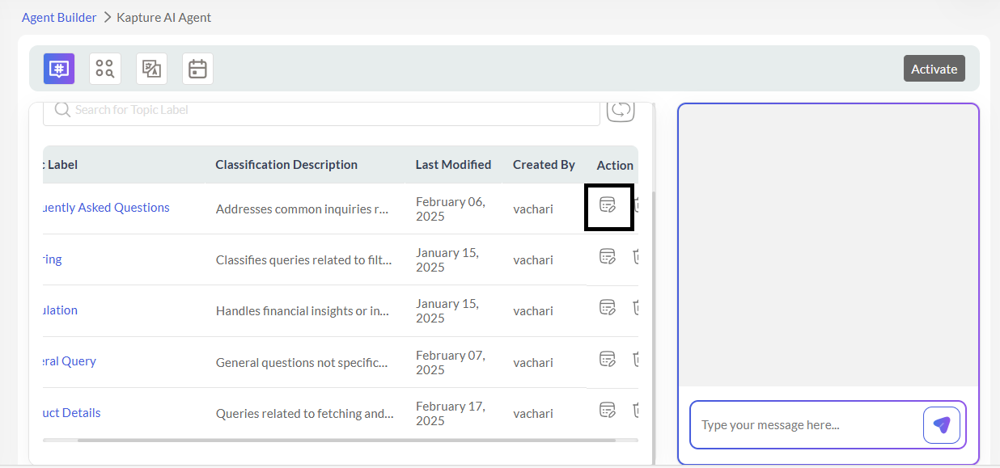 Agent Builder > Kapture AI Agent
Activate
Search for Topic Label
Label Classification Description Last Modified Created By Action
uently Asked Questions Addresses common inquiries r... February 06, 2025 vachari
ring Classifies queries related to filt... January 15, 2025 vachari
ulation Handles financial insights or in... January 15, 2025 vachari
eral Query General questions not specific... February 07, 2025 vachari
uct Details Queries related to fetching and... February 17, 2025 vachari
Type your message here...